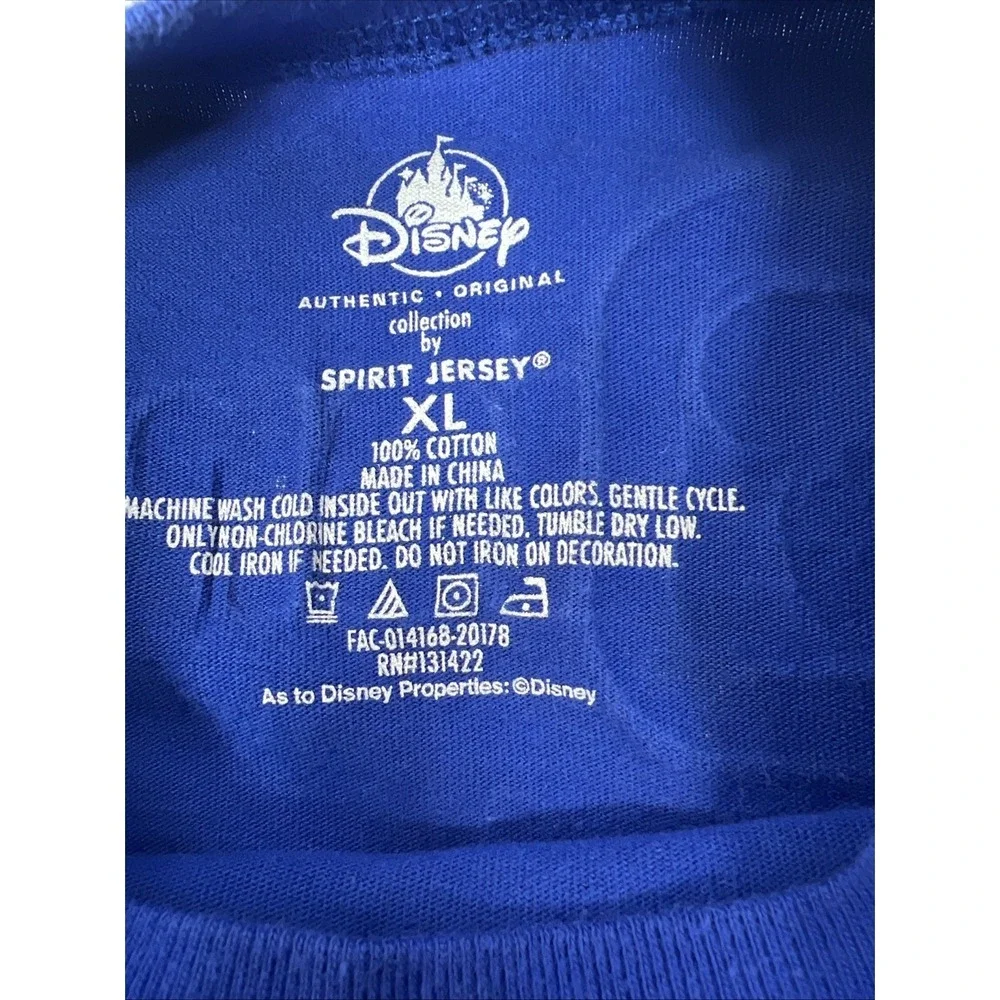 Disney
AUTHENTIC • ORIGINAL
collection
by
SPIRIT JERSEY®
XL
100% COTTON
MADE IN CHINA
MACHINE WASH COLD INSIDE OUT WITH LIKE COLORS. GENTLE CYCLE.
ONLYNON-CHLORINE BLEACH IF NEEDED. TUMBLE DRY LOW.
COOL IRON IF NEEDED. DO NOT IRON ON DECORATION.
FAC-014168-20178
RN#131422
As to Disney Properties: ©Disney